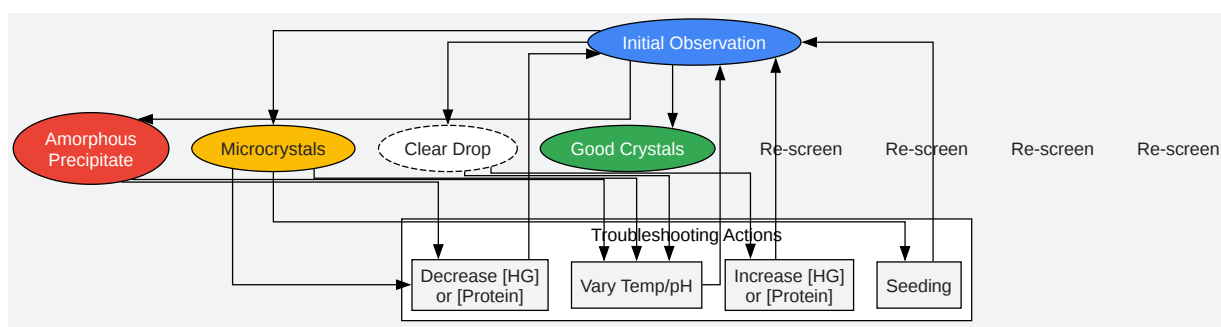 Initial Observation
Amorphous
Precipitate
Microcrystals
Clear Drop
Good Crystals
Re-screen
Re-screen
Re-screen
Re-screen
Troubleshooting Actions
Decrease [HG]
or [Protein]
Vary Temp/pH
Increase [HG]
or [Protein]
Seeding